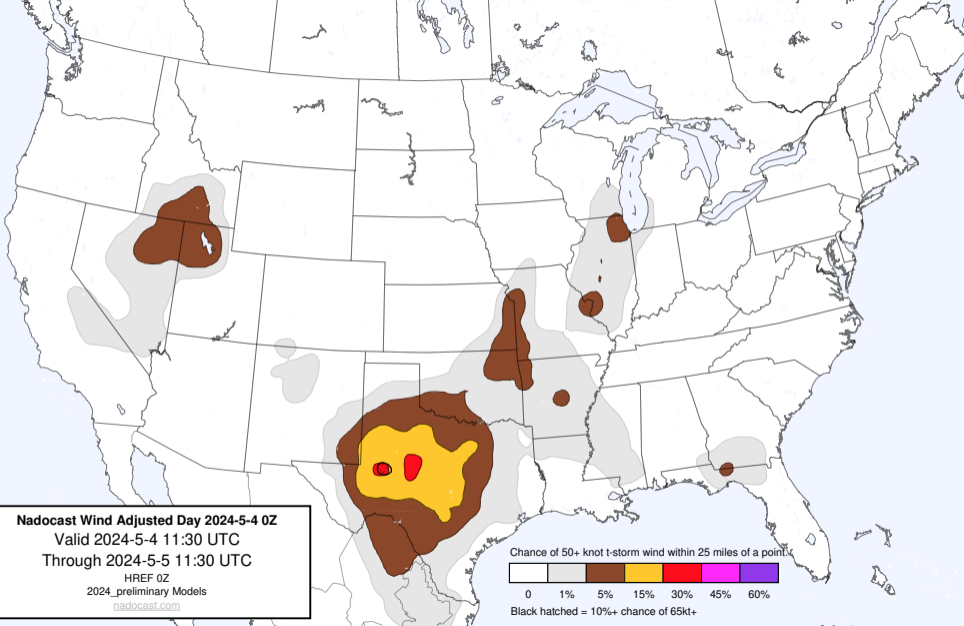 Nadocast Wind Adjusted Day 2024-5-4 0Z
Valid 2024-5-4 11:30 UTC
Through 2024-5-5 11:30 UTC
HREF 0Z
2024_preliminary Models
nadocast.com
Chance of 50+ knot t-storm wind within 25 miles of a point.
0 1% 5% 15% 30% 45% 60%
Black hatched = 10%+ chance of 65kt+